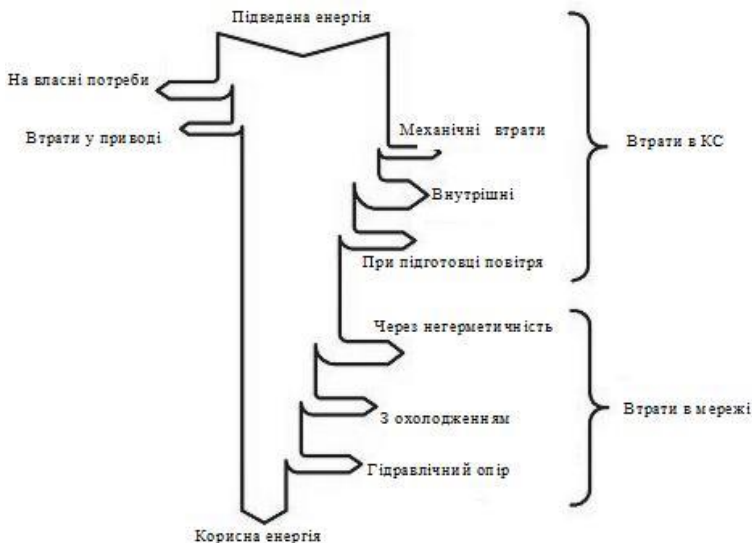 Підведена енергія
На власні потреби
Втрати у приводі
Механічні втрати
Втрати в КС
Внутрішні
При підготовці повітря
Через негерметичність
Втрати в мережі
З охолодженням
Гідравлічний опір
Корисна енергія